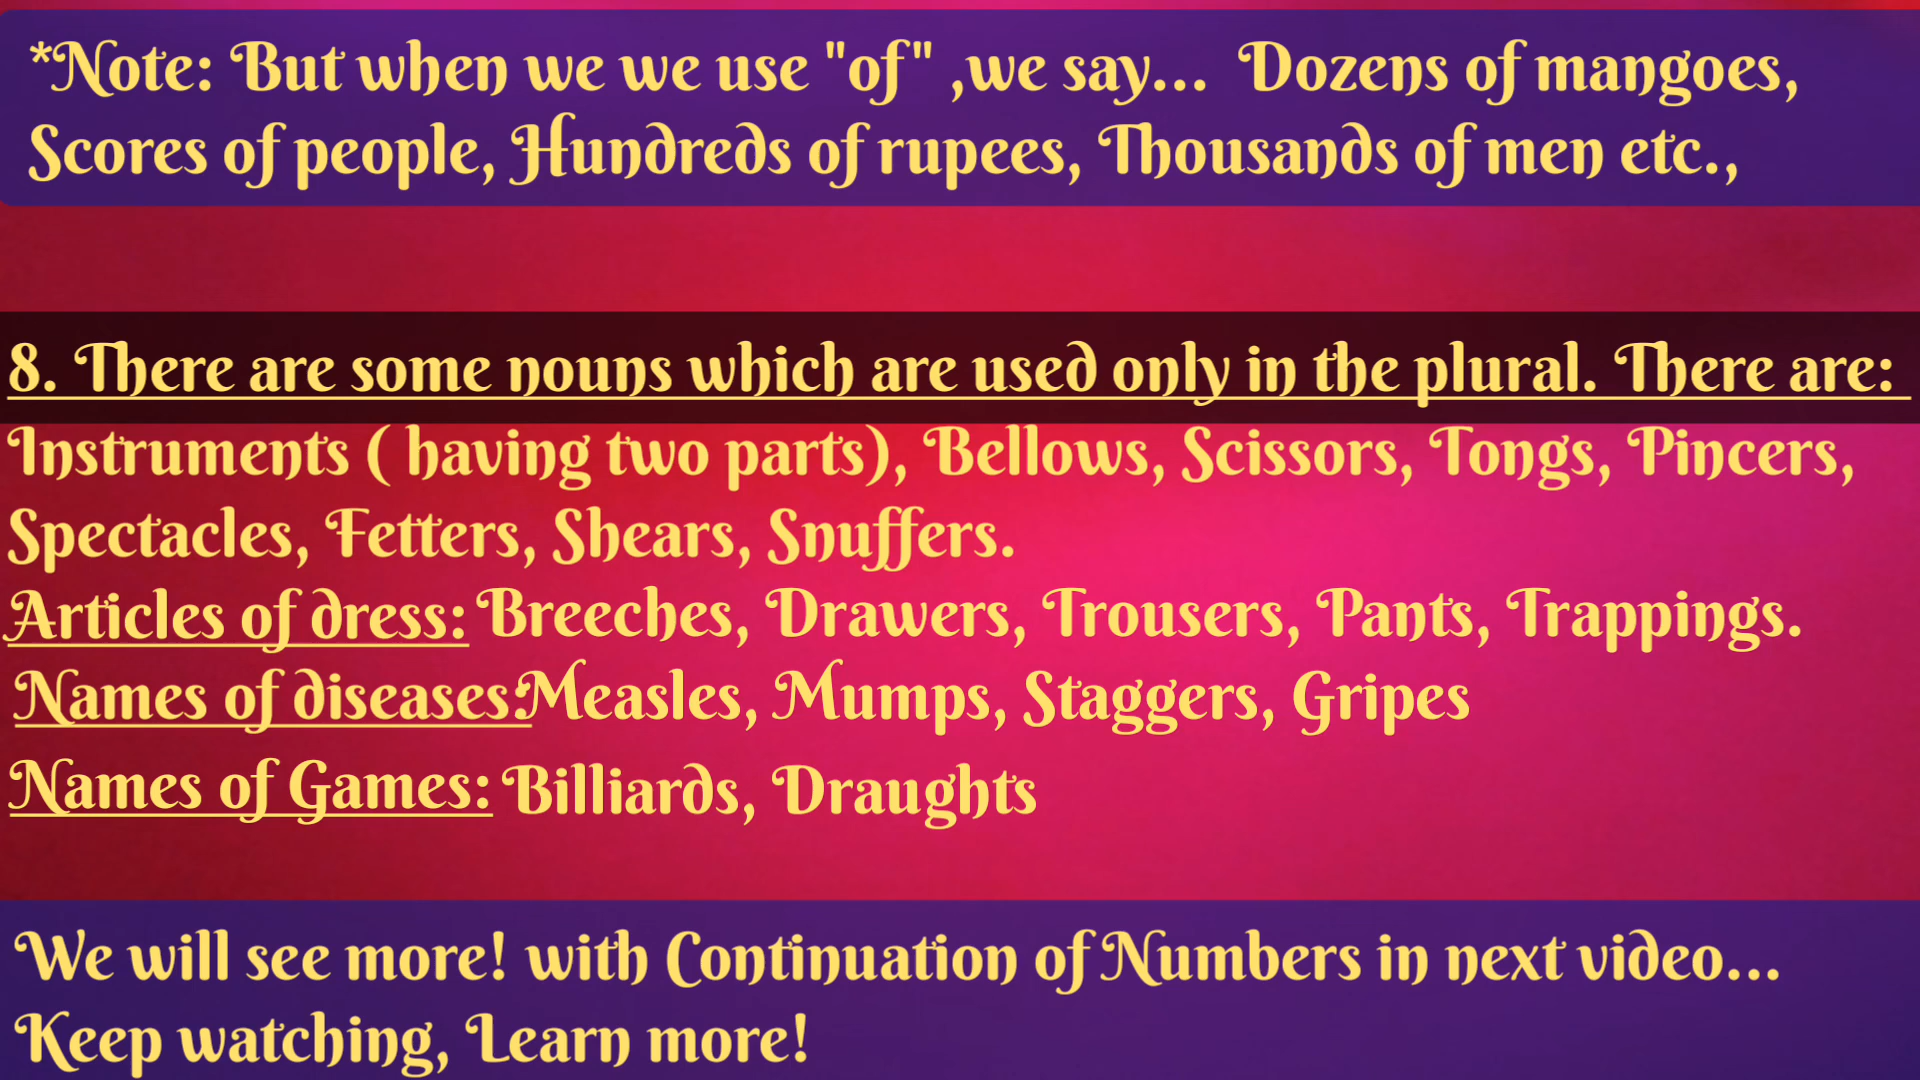 *Note: But when we we use "of" ,we say... Dozens of mangoes,
Scores of people, Hundreds of rupees, Thousands of men etc.,
8. There are some nouns which are used only in the plural. There are:
Instruments ( having two parts), Bellows, Scissors, Tongs, Pincers,
Spectacles, Fetters, Shears, Snuffers.
Articles of dress: Breeches, Drawers, Trousers, Pants, Trappings.
Names of diseases: Measles, Mumps, Staggers, Gripes
Names of Games: Billiards, Draughts
We will see more! with Continuation of Numbers in next video...
Keep watching, Learn more!